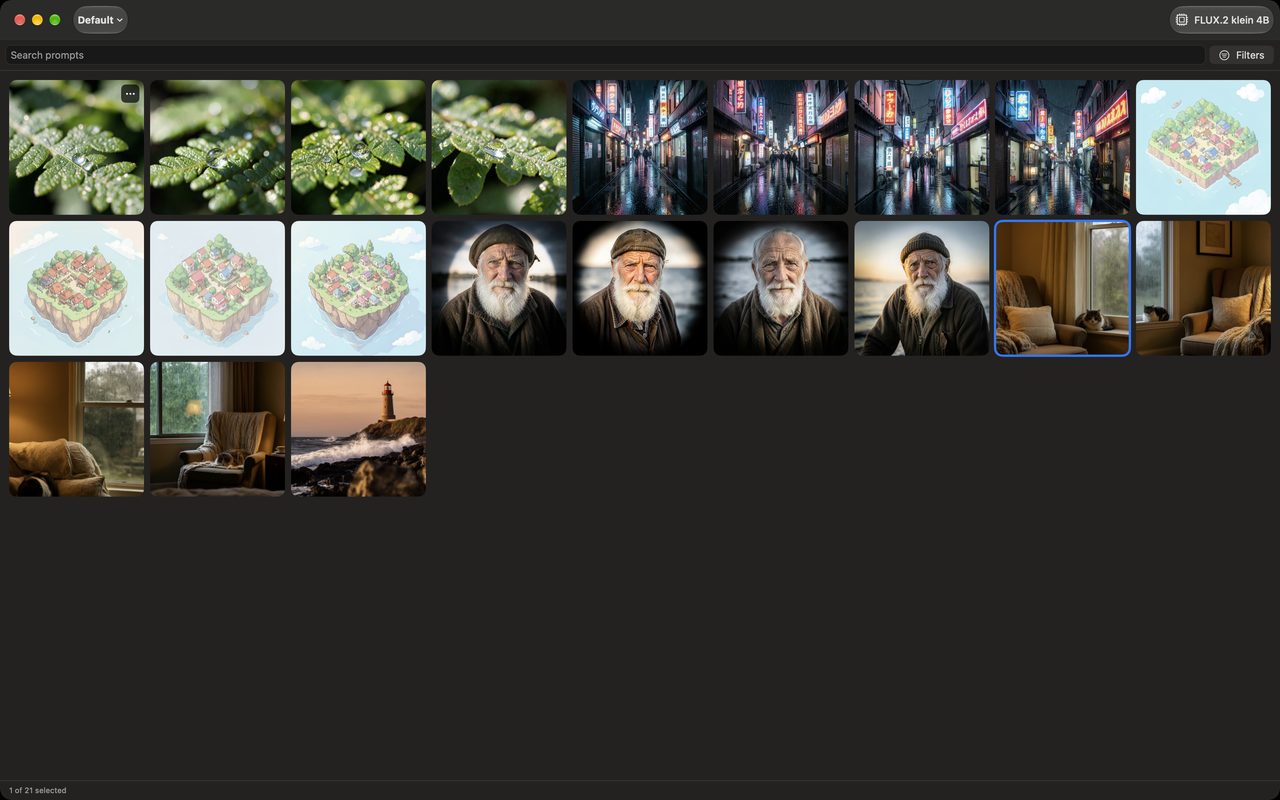 Default
FLUX.2 klein 4B
Search prompts
Filters
1 of 21 selected